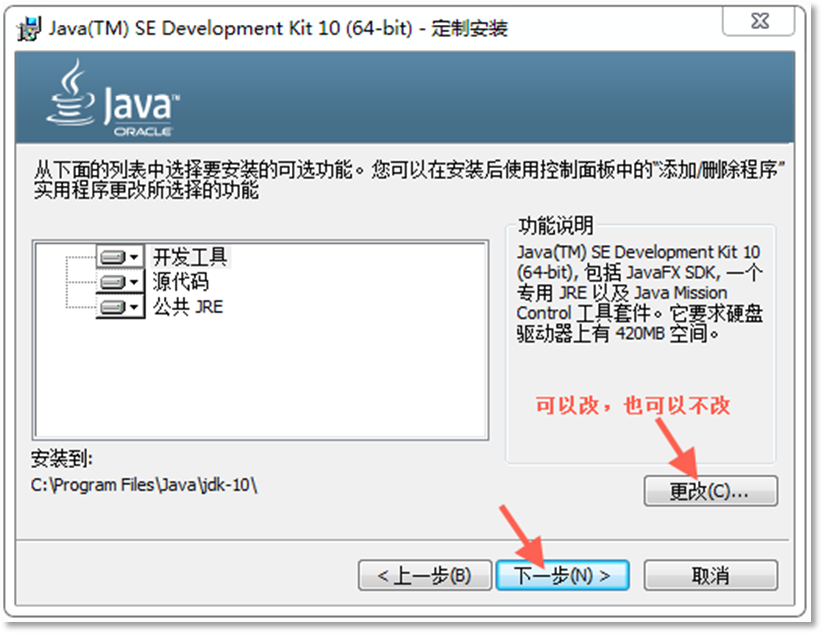 Java(TM) SE Development Kit 10 (64-bit) - 定制安装
Java™
ORACLE
从下面的列表中选择要安装的可选功能。您可以在安装后使用控制面板中的“添加/删除程序”
实用程序更改所选择的功能
开发工具
源代码
公共 JRE
功能说明
Java(TM) SE Development Kit 10
(64-bit), 包括 JavaFX SDK, 一个
专用 JRE 以及 Java Mission
Control 工具套件。它要求硬盘
驱动器上有 420MB 空间。
可以改，也可以不改
安装到:
C:\Program Files\Java\jdk-10\
更改(C)...
< 上一步(B)
下一步(N) >
取消